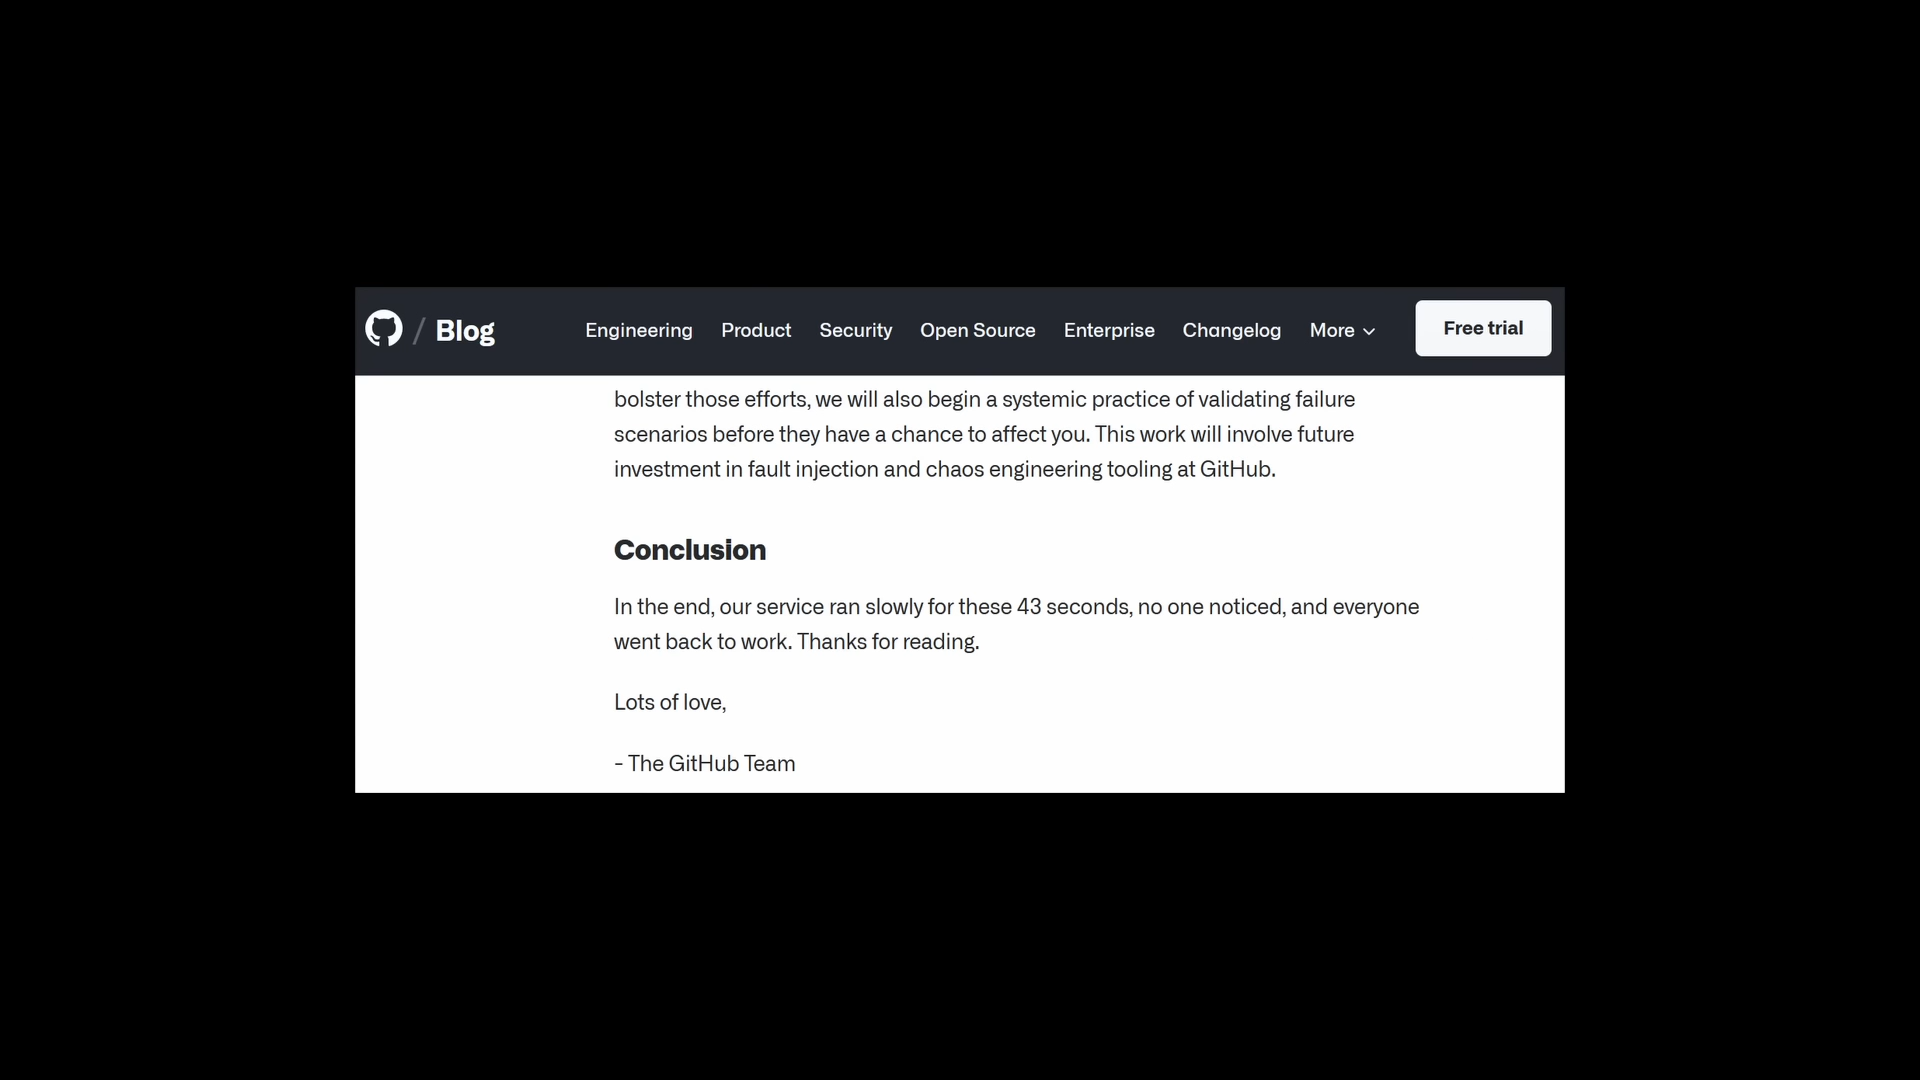 / Blog Engineering Product Security Open Source Enterprise Changelog More Free trial
bolster those efforts, we will also begin a systemic practice of validating failure
scenarios before they have a chance to affect you. This work will involve future
investment in fault injection and chaos engineering tooling at GitHub.
Conclusion
In the end, our service ran slowly for these 43 seconds, no one noticed, and everyone
went back to work. Thanks for reading.
Lots of love,
- The GitHub Team